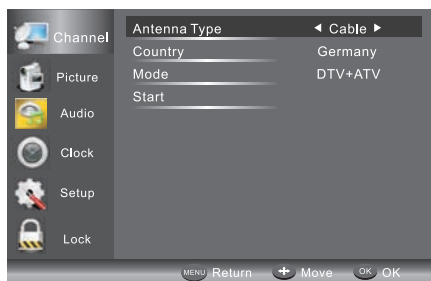 Channel
Picture
Audio
Clock
Setup
Lock
Antenna Type ◀ Cable ▶
Country Germany
Mode DTV+ATV
Start
MENU Return Move OK OK